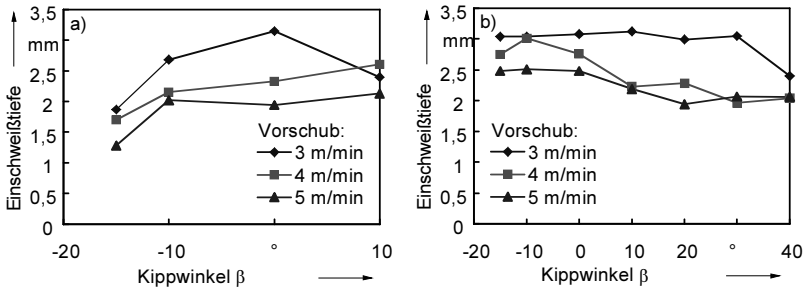 a)
3,5
mm
2,5
2
1,5
1
0,5
0
Einschweißtiefe
Vorschub:
3 m/min
4 m/min
5 m/min
-20 -10 ° 10
Kippwinkel β
b)
3,5
mm
2,5
2
1,5
1
0,5
0
Einschweißtiefe
Vorschub:
3 m/min
4 m/min
5 m/min
-20 -10 0 10 20 ° 40
Kippwinkel β